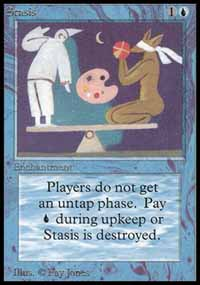 Stasis 1
Enchantment
Players do not get
an untap phase. Pay
during upkeep or
Stasis is destroyed.
Illus. © Fay Jones